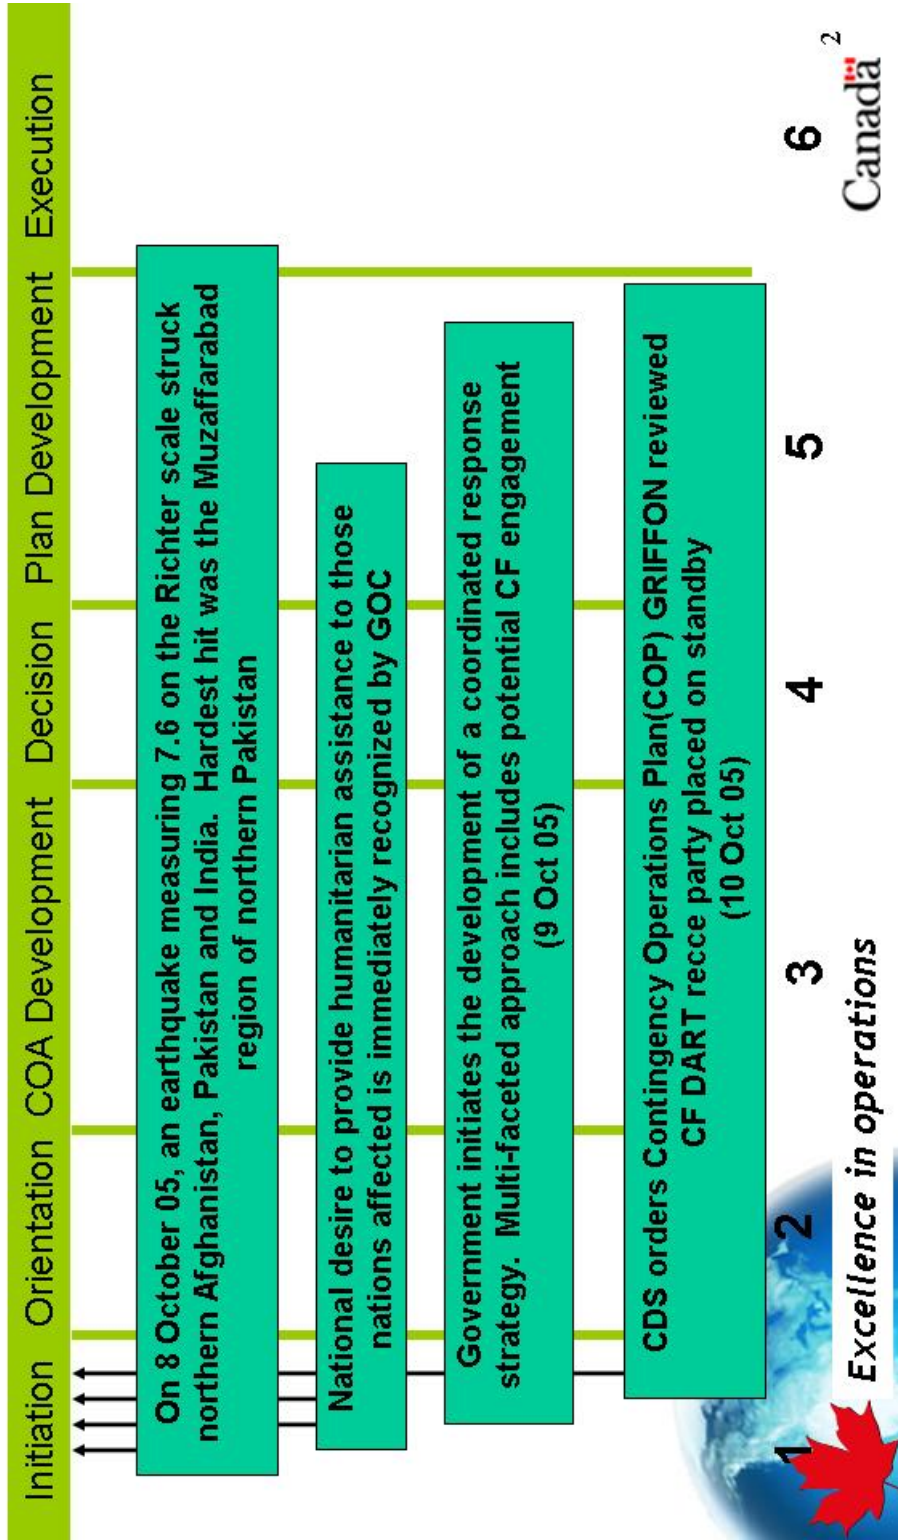 Initiation Orientation COA Development Decision Plan Development Execution
On 8 October 05, an earthquake measuring 7.6 on the Richter scale struck
northern Afghanistan, Pakistan and India. Hardest hit was the Muzaffarabad
region of northern Pakistan
National desire to provide humanitarian assistance to those
nations affected is immediately recognized by GOC
Government initiates the development of a coordinated response
strategy. Multi-faceted approach includes potential CF engagement
(9 Oct 05)
CDS orders Contingency Operations Plan(COP) GRIFFON reviewed
CF DART recce party placed on standby
(10 Oct 05)
1 2 3 4 5 6
Excellence in operations
Canada
2